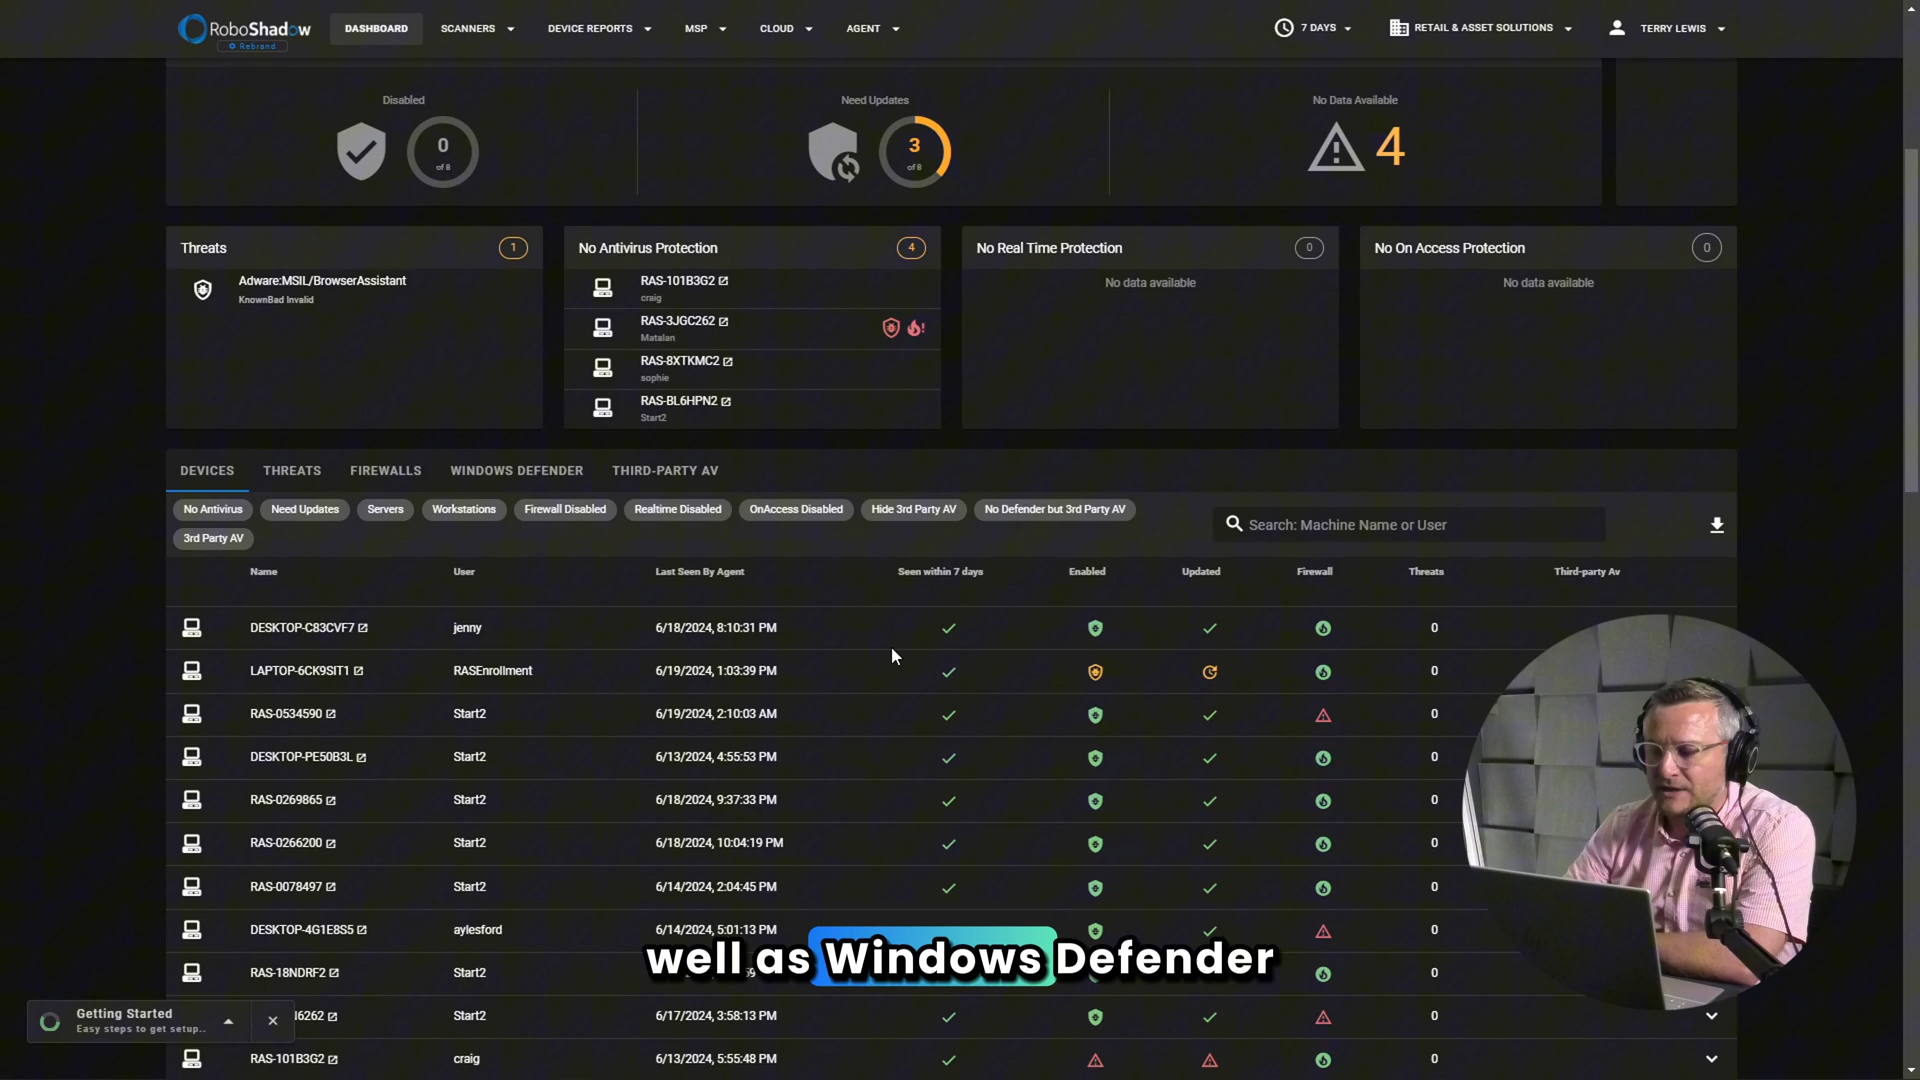 RoboShadow
Rebrand
DASHBOARD
SCANNERS
DEVICE REPORTS
MSP
CLOUD
AGENT
7 DAYS
RETAIL & ASSET SOLUTIONS
TERRY LEWIS
Disabled
0
of 8
Need Updates
3
of 8
No Data Available
4
Threats
1
Adware:MSIL/BrowserAssistant
KnownBad Invalid
No Antivirus Protection
4
RAS-101B3G2
craig
RAS-3JGC262
Matalan
RAS-8XTKMC2
sophie
RAS-BL6HPN2
Start2
No Real Time Protection
0
No data available
No On Access Protection
0
No data available
DEVICES THREATS FIREWALLS WINDOWS DEFENDER THIRD-PARTY AV
No Antivirus Need Updates Servers Workstations Firewall Disabled Realtime Disabled OnAccess Disabled Hide 3rd Party AV No Defender but 3rd Party AV
3rd Party AV
Search: Machine Name or User
Name User Last Seen By Agent Seen within 7 days Enabled Updated Firewall Threats Third-party Av
DESKTOP-C83CVF7 jenny 6/18/2024, 8:10:31 PM 0
LAPTOP-6CK9SIT1 RASEnrollment 6/19/2024, 1:03:39 PM 0
RAS-0534590 Start2 6/19/2024, 2:10:03 AM 0
DESKTOP-PE50B3L Start2 6/13/2024, 4:55:53 PM 0
RAS-0269865 Start2 6/18/2024, 9:37:33 PM 0
RAS-0266200 Start2 6/18/2024, 10:04:19 PM 0
RAS-0078497 Start2 6/14/2024, 2:04:45 PM 0
DESKTOP-4G1E8S5 aylesford 6/14/2024, 5:01:13 PM 0
well as Windows Defender
RAS-18NDRF2 Start2 0
Getting Started
Easy steps to get setup..
6262 Start2 6/17/2024, 3:58:13 PM 0
RAS-101B3G2 craig 6/13/2024, 5:55:48 PM 0